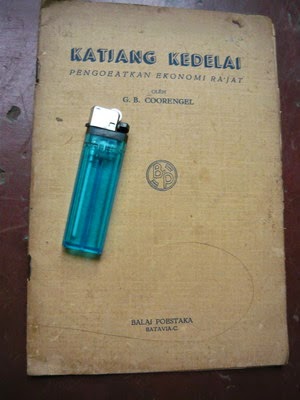 KATJANG KEDELAI
PENGOEATKAN EKONOMI RA'JAT
OLEH
G. B. COORENGEL
BP
BALAI POESTAKA
BATAVIA-C